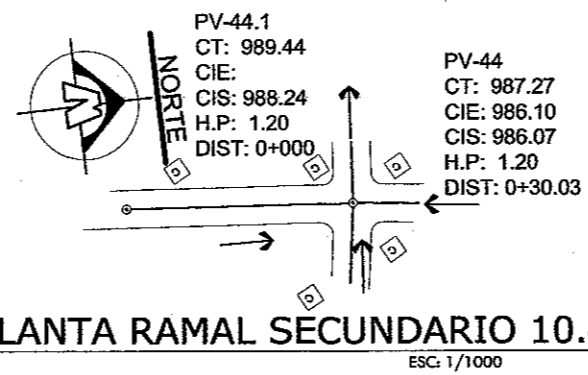 PV-44.1
CT: 989.44
CIE:
CIS: 988.24
H.P: 1.20
DIST: 0+000
NORTE
PV-44
CT: 987.27
CIE: 986.10
CIS: 986.07
H.P: 1.20
DIST: 0+30.03
C
C
C
C
C
LANTA RAMAL SECUNDARIO 10.
ESC: 1/1000